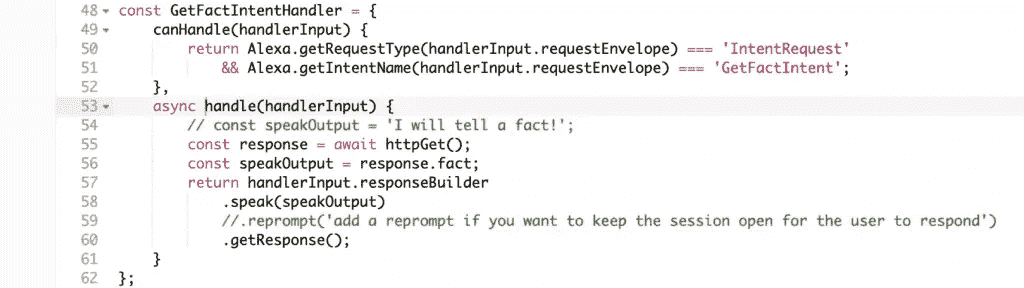 48 const GetFactIntentHandler = {
49 canHandle(handlerInput) {
50 return Alexa.getRequestType(handlerInput.requestEnvelope) === 'IntentRequest'
51 && Alexa.getIntentName(handlerInput.requestEnvelope) === 'GetFactIntent';
52 },
53 async handle(handlerInput) {
54 // const speakOutput = 'I will tell a fact!';
55 const response = await httpGet();
56 const speakOutput = response.fact;
57 return handlerInput.responseBuilder
58 .speak(speakOutput)
59 //.reprompt('add a reprompt if you want to keep the session open for the user to respond')
60 .getResponse();
61 }
62 };